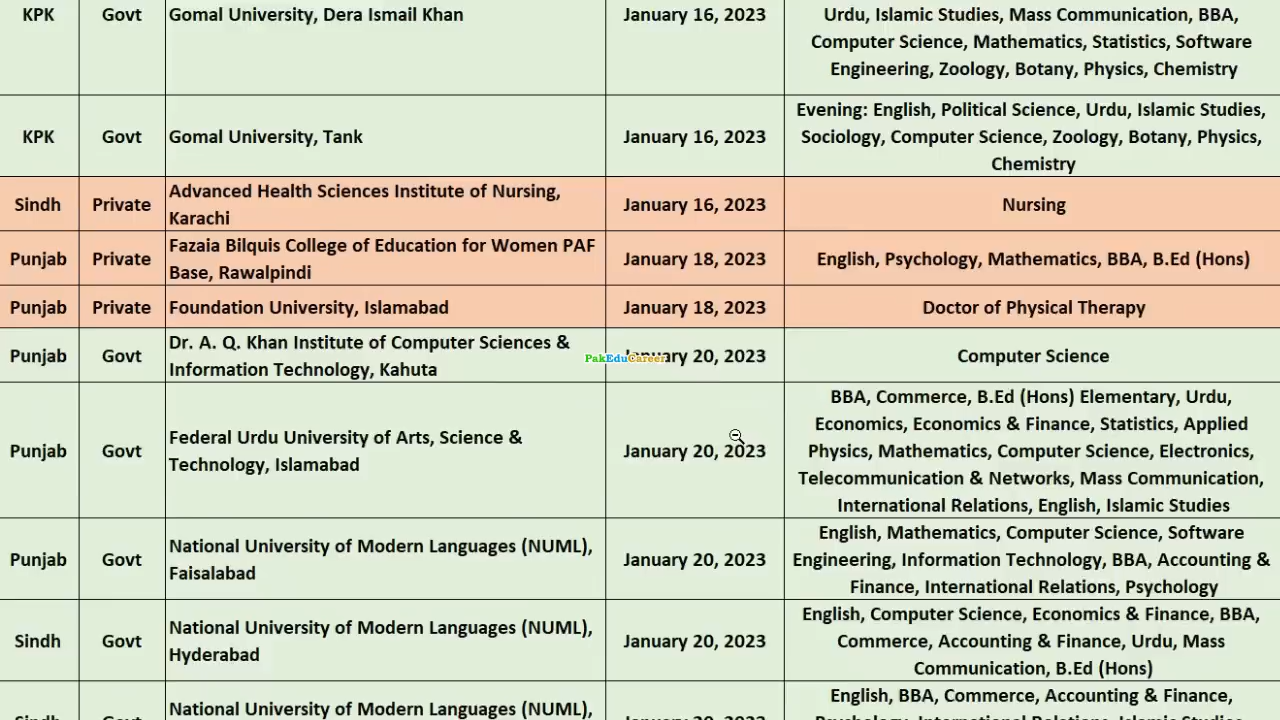 KPK Govt Gomal University, Dera Ismail Khan January 16, 2023
Urdu, Islamic Studies, Mass Communication, BBA,
Computer Science, Mathematics, Statistics, Software
Engineering, Zoology, Botany, Physics, Chemistry
KPK Govt Gomal University, Tank January 16, 2023
Evening: English, Political Science, Urdu, Islamic Studies,
Sociology, Computer Science, Zoology, Botany, Physics,
Chemistry
Sindh Private
Advanced Health Sciences Institute of Nursing,
Karachi
January 16, 2023 Nursing
Punjab Private
Fazaia Bilquis College of Education for Women PAF
Base, Rawalpindi
January 18, 2023 English, Psychology, Mathematics, BBA, B.Ed (Hons)
Punjab Private Foundation University, Islamabad January 18, 2023 Doctor of Physical Therapy
Punjab Govt
Dr. A. Q. Khan Institute of Computer Sciences &
Information Technology, Kahuta
January 20, 2023 Computer Science
PakEduCareer
Punjab Govt
Federal Urdu University of Arts, Science &
Technology, Islamabad
January 20, 2023
BBA, Commerce, B.Ed (Hons) Elementary, Urdu,
Economics, Economics & Finance, Statistics, Applied
Physics, Mathematics, Computer Science, Electronics,
Telecommunication & Networks, Mass Communication,
International Relations, English, Islamic Studies
Punjab Govt
National University of Modern Languages (NUML),
Faisalabad
January 20, 2023
English, Mathematics, Computer Science, Software
Engineering, Information Technology, BBA, Accounting &
Finance, International Relations, Psychology
Sindh Govt
National University of Modern Languages (NUML),
Hyderabad
January 20, 2023
English, Computer Science, Economics & Finance, BBA,
Commerce, Accounting & Finance, Urdu, Mass
Communication, B.Ed (Hons)
Sindh Govt
National University of Modern Languages (NUML),
January 20, 2023
English, BBA, Commerce, Accounting & Finance,
Psychology, International Relations, Islamic Studies